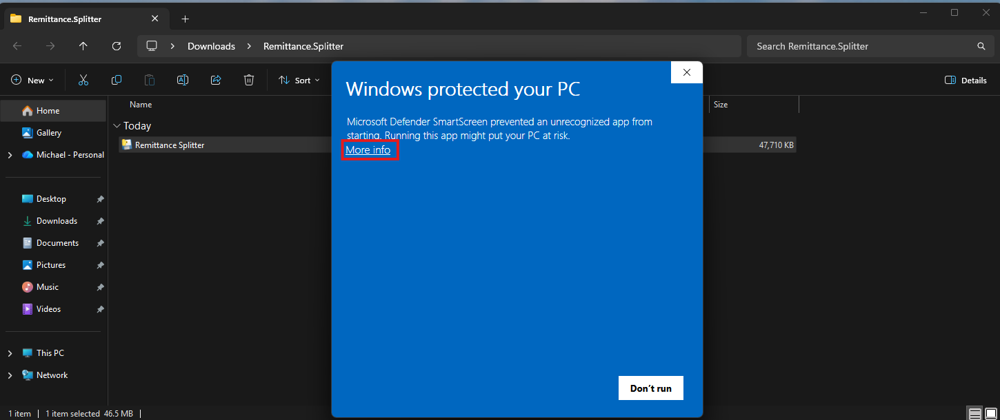 Remittance.Splitter
Downloads
Remittance.Splitter
Search Remittance.Splitter
New
Sort
Details
Home
Gallery
Michael - Personal
Desktop
Downloads
Documents
Pictures
Music
Videos
This PC
Network
Name
Size
Today
Remittance Splitter
47,710 KB
Windows protected your PC
Microsoft Defender SmartScreen prevented an unrecognized app from
starting. Running this app might put your PC at risk.
More info
Don't run
1 item
1 item selected 46.5 MB